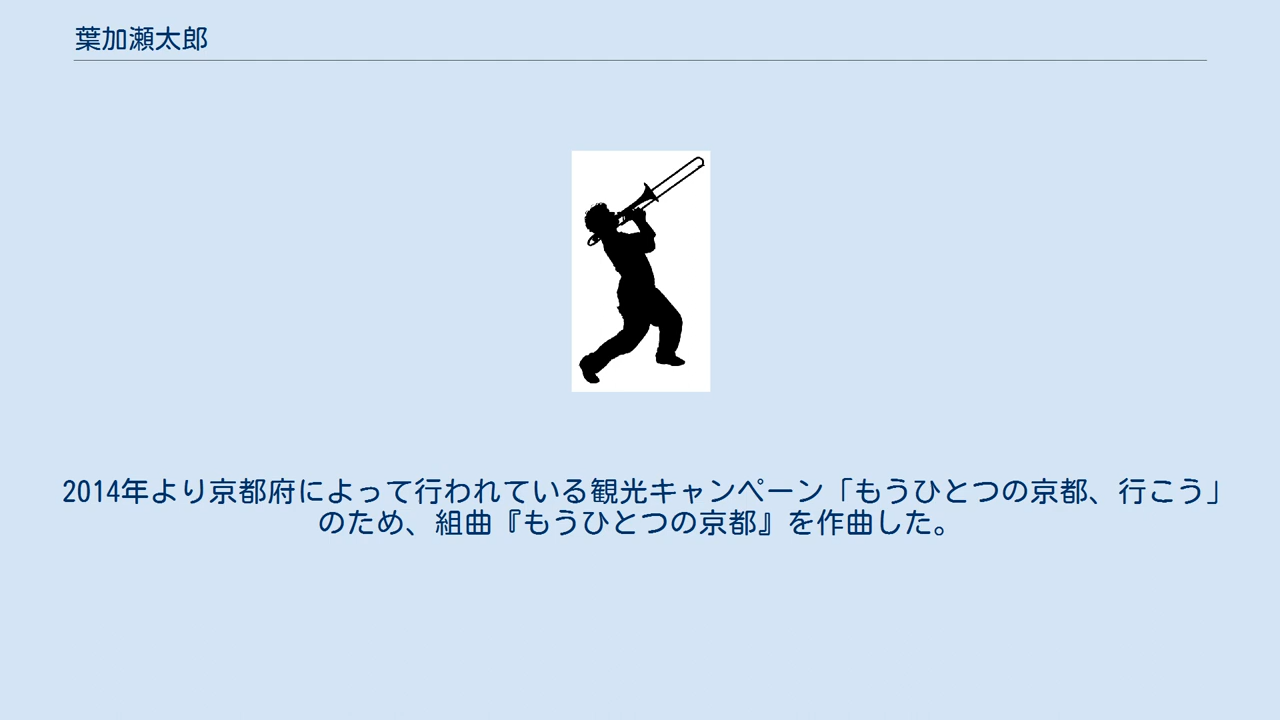 葉加瀬太郎
2014年より京都府によって行われている観光キャンペーン「もうひとつの京都、行こう」
のため、組曲『もうひとつの京都』を作曲した。